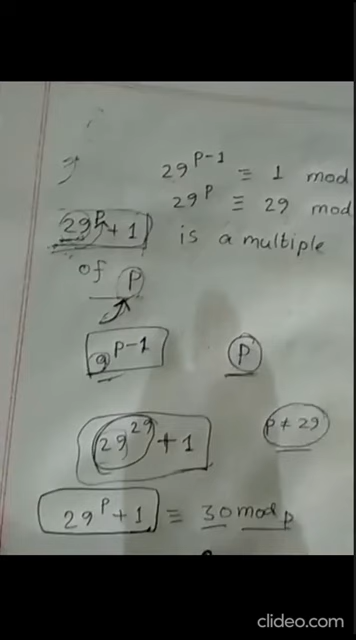 29^(P-1) ≡ 1 mod
29^P ≡ 29 mod
29^P + 1 is a multiple
of P
a^(P-1) P
29^29 + 1 P ≠ 29
29^P + 1 ≡ 30 mod p
clideo.com